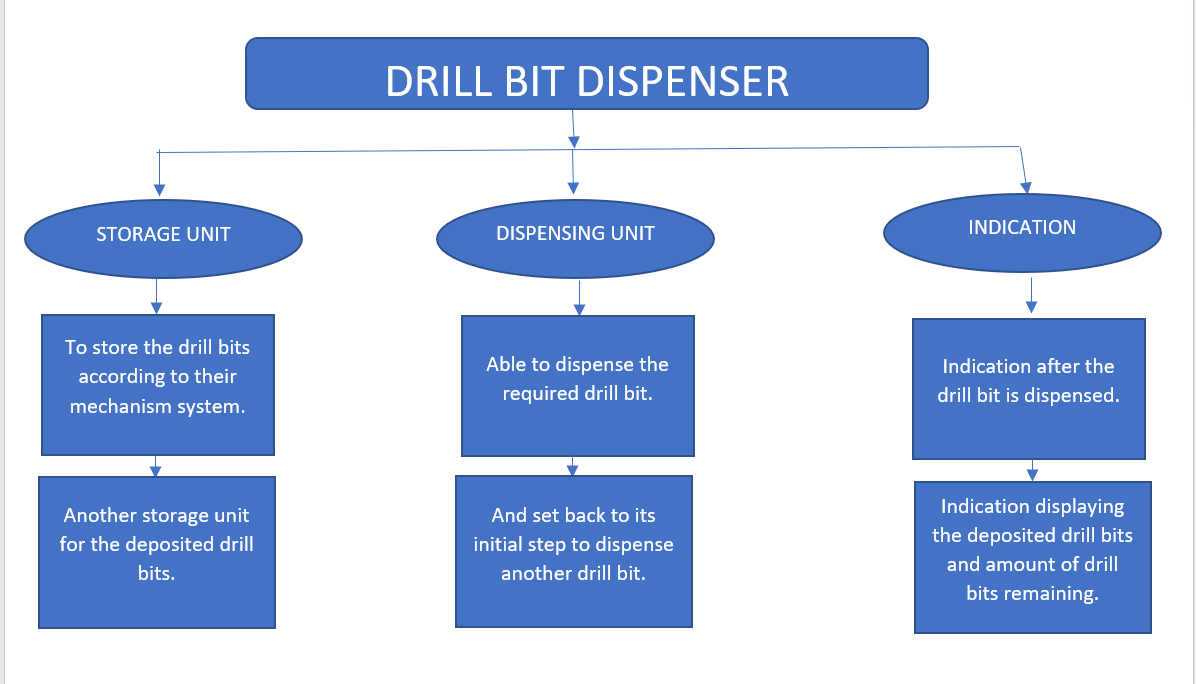 DRILL BIT DISPENSER
STORAGE UNIT
DISPENSING UNIT
INDICATION
To store the drill bits
according to their
mechanism system.
Able to dispense the
required drill bit.
Indication after the
drill bit is dispensed.
Another storage unit
for the deposited drill
bits.
And set back to its
initial step to dispense
another drill bit.
Indication displaying
the deposited drill bits
and amount of drill
bits remaining.